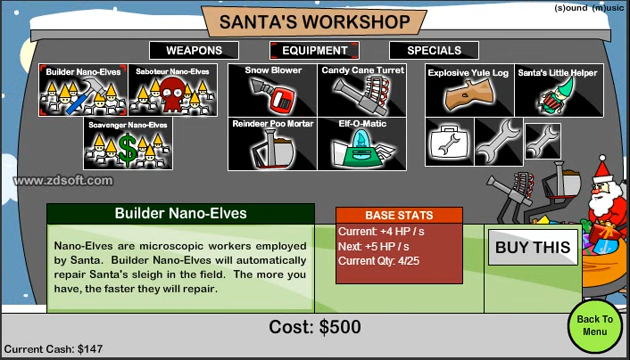 (s)ound (m)usic
SANTA'S WORKSHOP
WEAPONS
EQUIPMENT
SPECIALS
Builder Nano-Elves
Saboteur Nano-Elves
Snow Blower
Candy Cane Turret
Explosive Yule Log
Santa's Little Helper
Scavenger Nano-Elves
Reindeer Poo Mortar
Elf-O-Matic
www.zdsoft.com
Builder Nano-Elves
Nano-Elves are microscopic workers employed
by Santa. Builder Nano-Elves will automatically
repair Santa's sleigh in the field. The more you
have, the faster they will repair.
BASE STATS
Current: +4 HP / s
Next: +5 HP / s
Current Qty: 4/25
BUY THIS
Cost: $500
Back To
Menu
Current Cash: $147